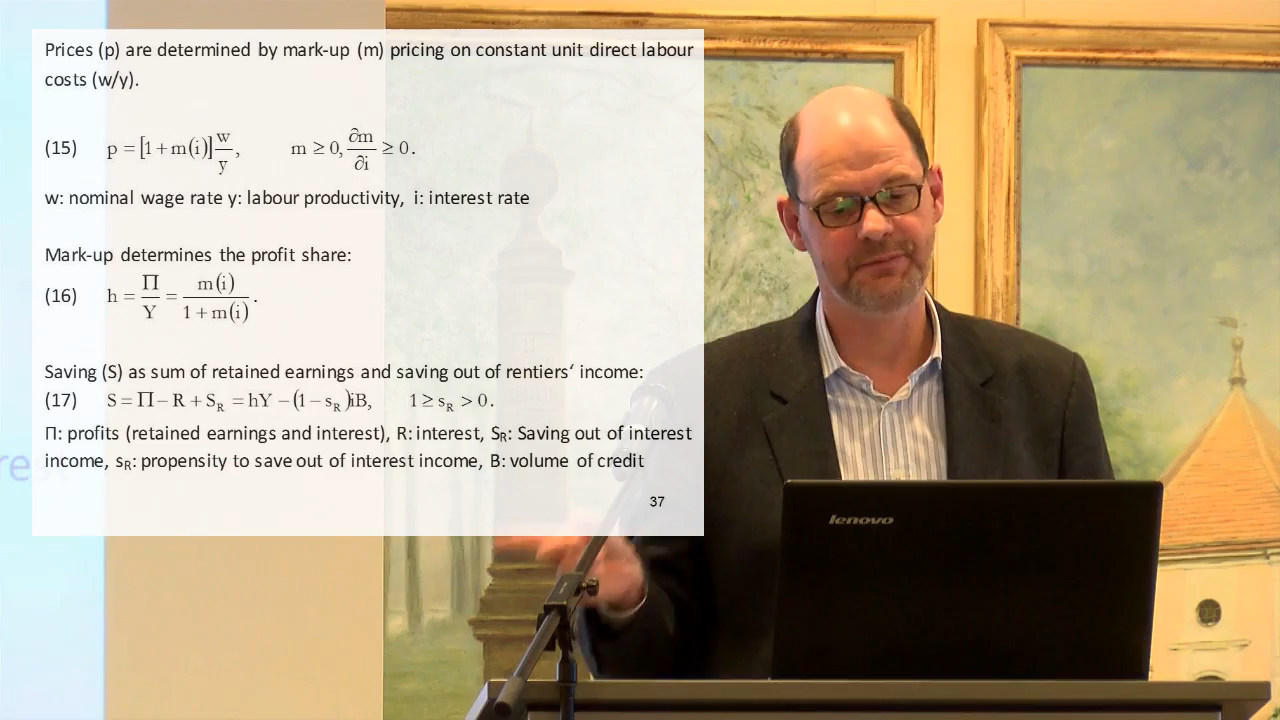 Prices (p) are determined by mark-up (m) pricing on constant unit direct labour
costs (w/y).
(15) p = [1 + m(i)] w/y, m ≥ 0, ∂m/∂i ≥ 0.
w: nominal wage rate y: labour productivity, i: interest rate
Mark-up determines the profit share:
(16) h = Π/Y = m(i)/(1 + m(i)).
Saving (S) as sum of retained earnings and saving out of rentiers‘ income:
(17) S = Π − R + S_R = hY − (1 − s_R)iB, 1 ≥ s_R > 0.
Π: profits (retained earnings and interest), R: interest, S_R: Saving out of interest
income, s_R: propensity to save out of interest income, B: volume of credit
37
lenovo